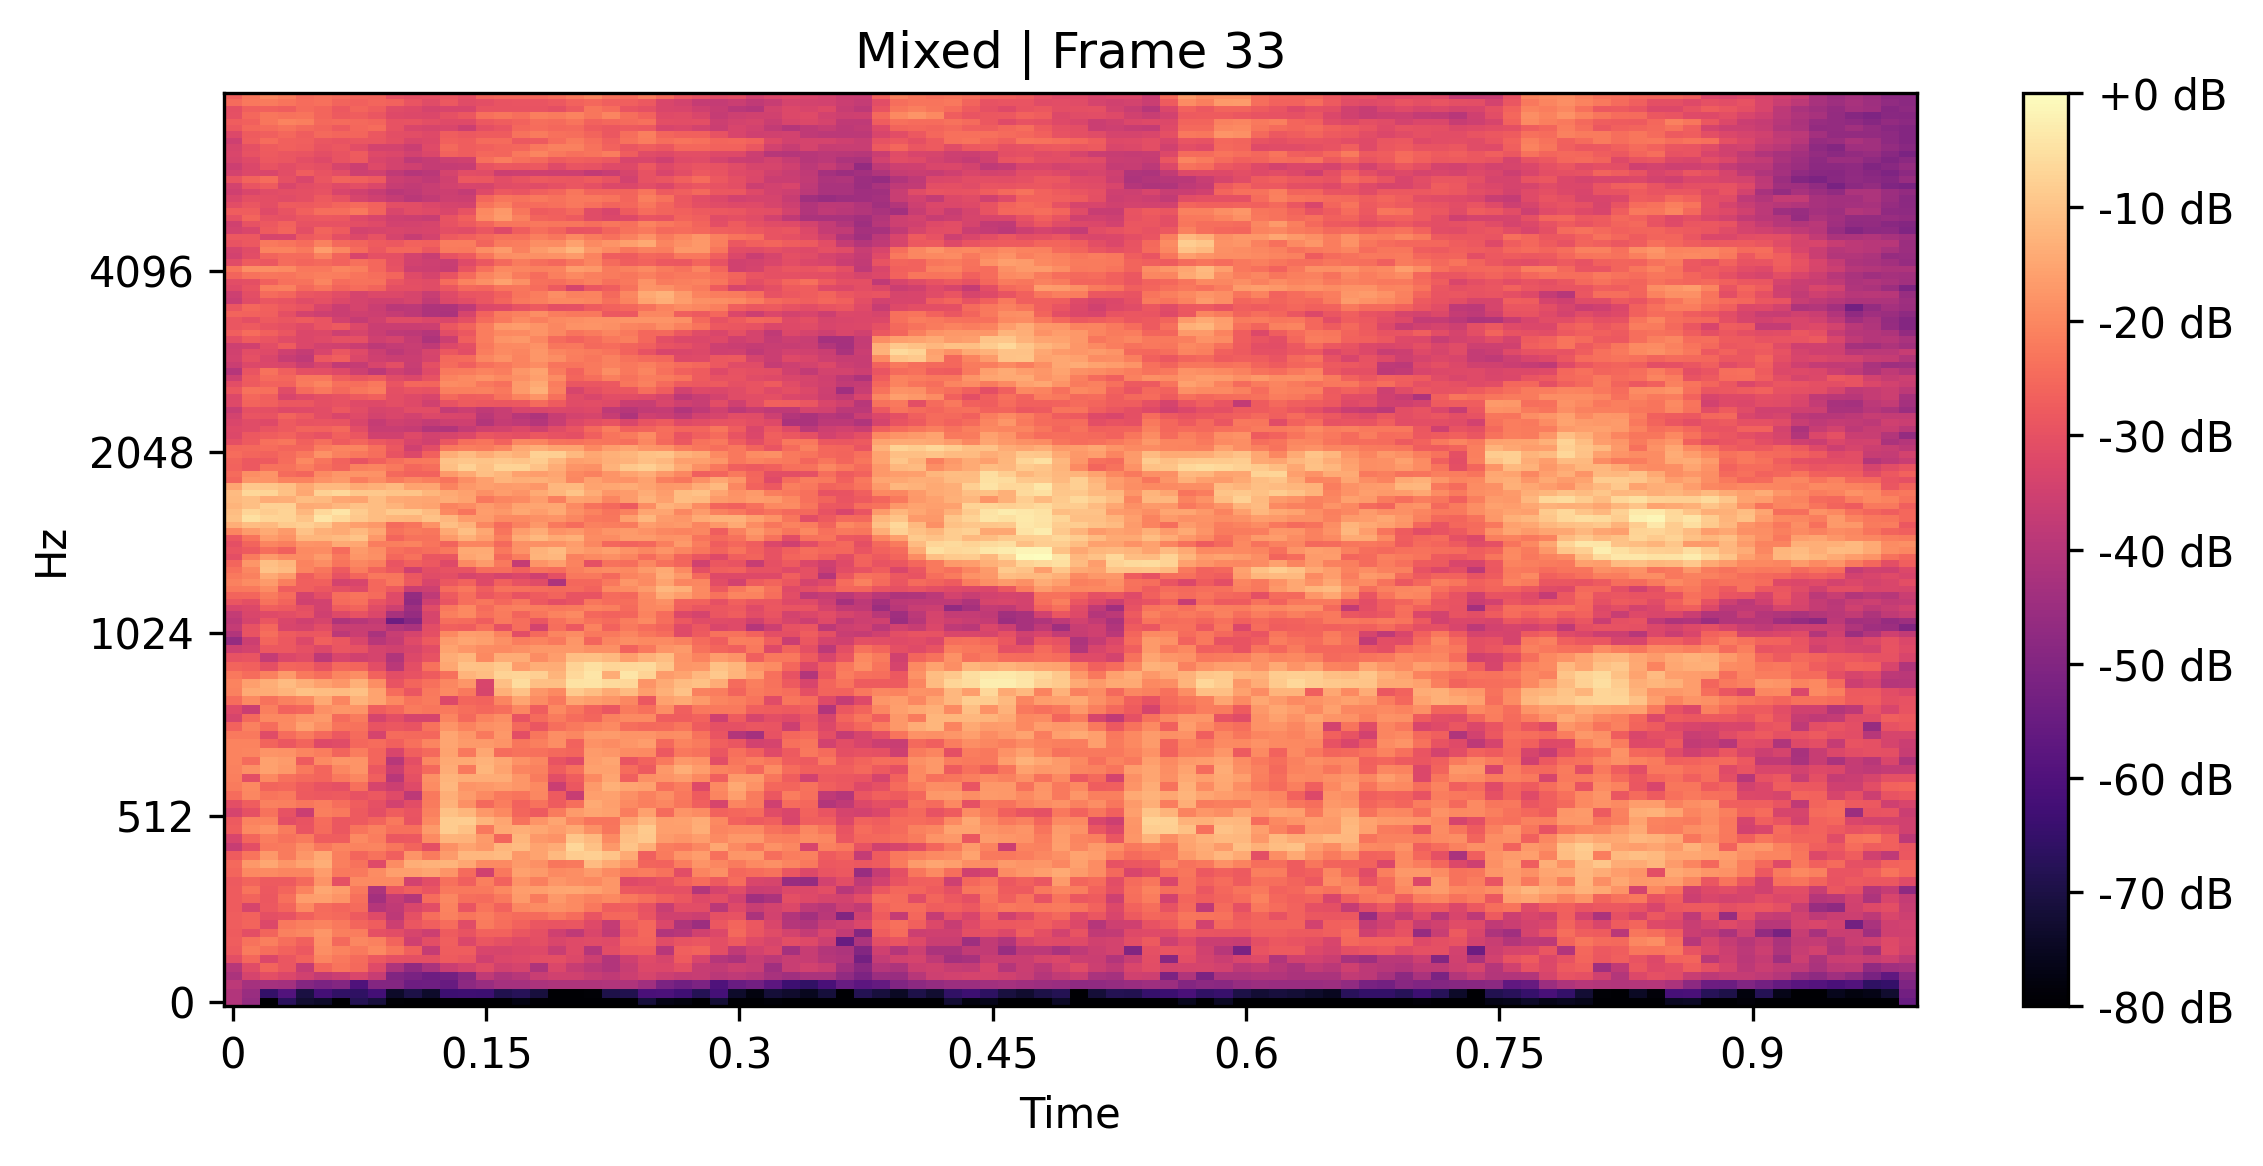 Mixed | Frame 33
Hz
4096
2048
1024
512
0
0 0.15 0.3 0.45 0.6 0.75 0.9
Time
+0 dB
-10 dB
-20 dB
-30 dB
-40 dB
-50 dB
-60 dB
-70 dB
-80 dB